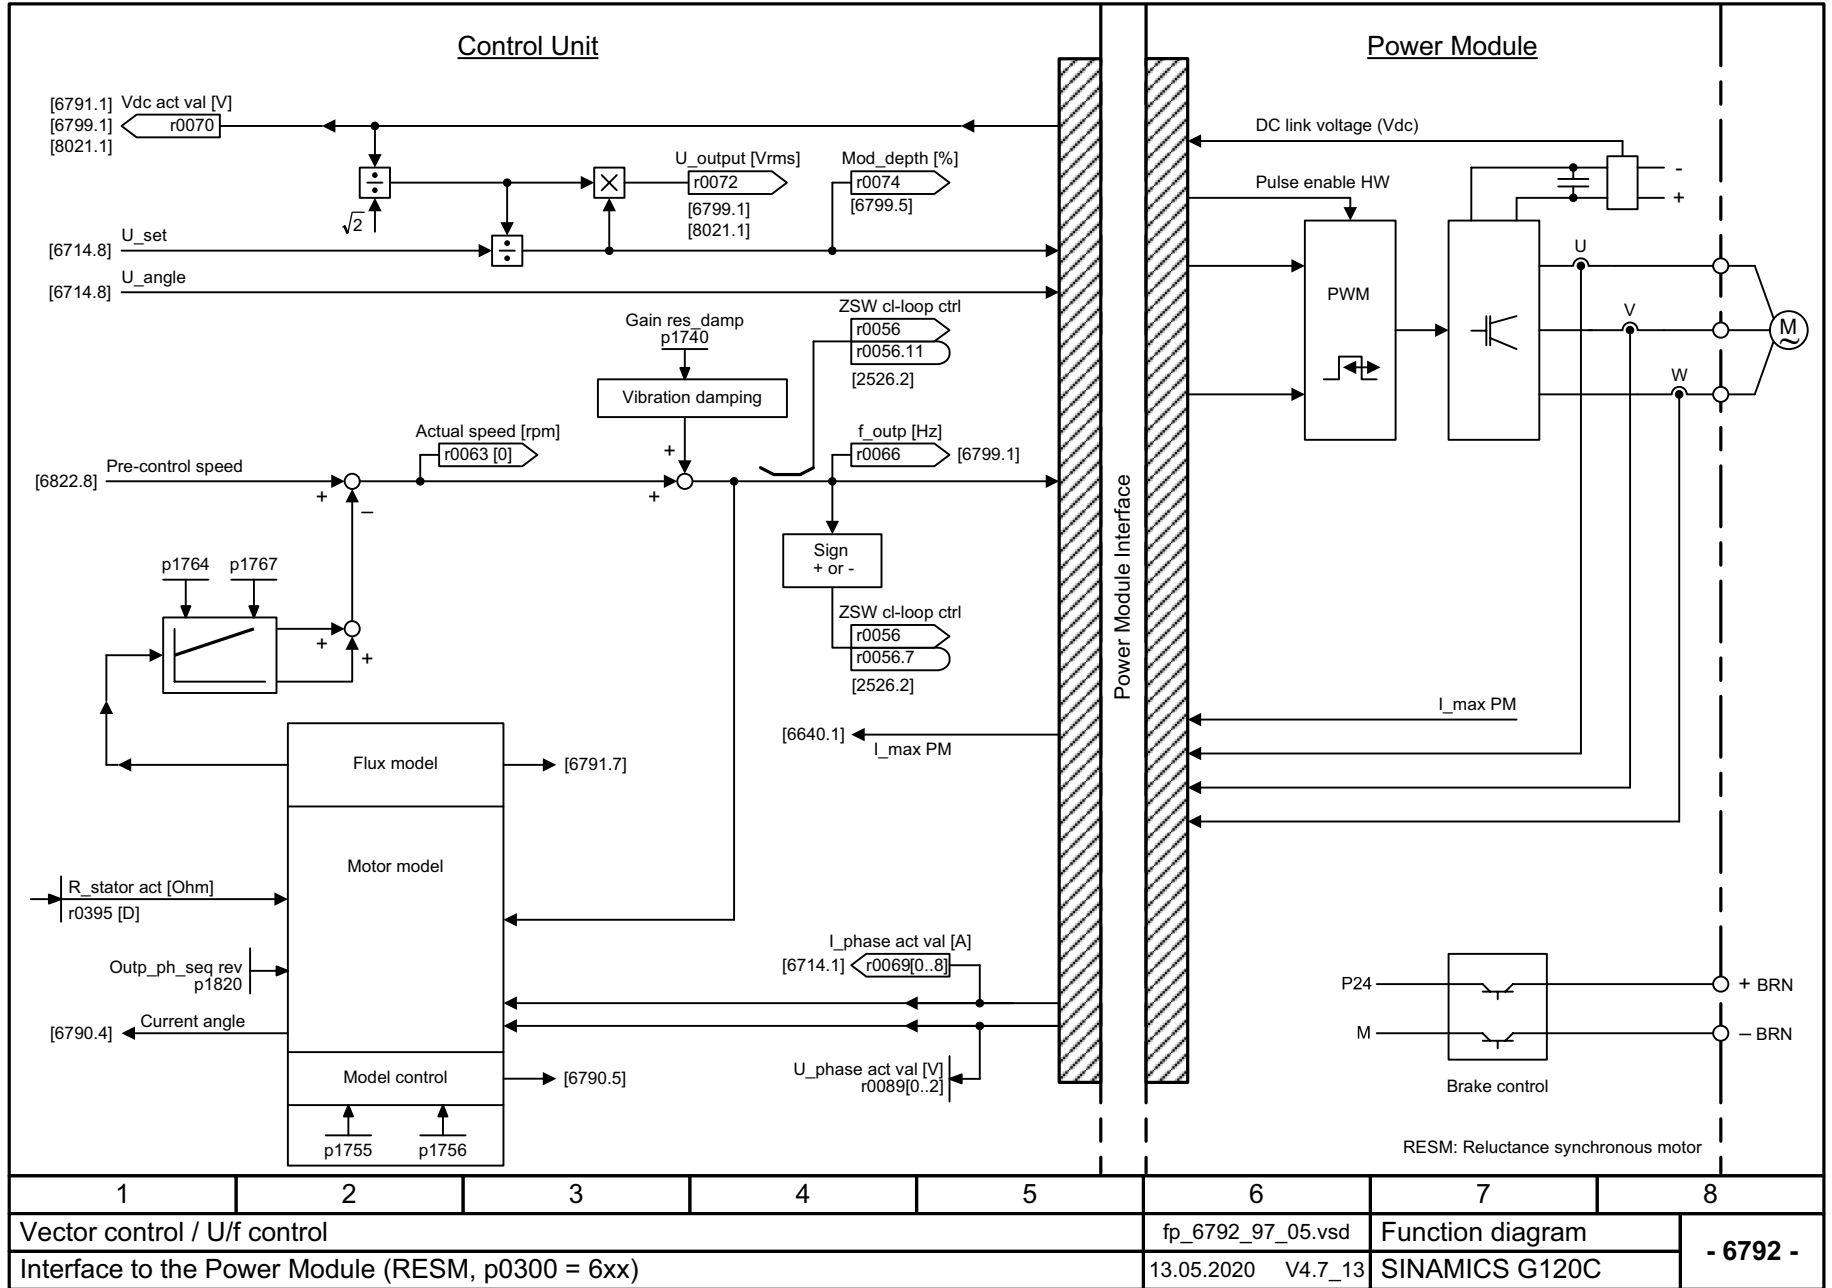 Control Unit
Power Module
[6791.1]
[6799.1]
[8021.1]
Vdc act val [V]
r0070
÷
√2
×
U_output [Vrms]
r0072
[6799.1]
[8021.1]
Mod_depth [%]
r0074
[6799.5]
[6714.8]
U_set
÷
[6714.8]
U_angle
Gain res_damp
p1740
Vibration damping
+
ZSW cl-loop ctrl
r0056
r0056.11
[2526.2]
Actual speed [rpm]
r0063 [0]
f_outp [Hz]
r0066
[6799.1]
[6822.8]
Pre-control speed
+
–
+
Sign
+ or -
ZSW cl-loop ctrl
r0056
r0056.7
[2526.2]
p1764
p1767
+
+
[6640.1]
I_max PM
Flux model
[6791.7]
Motor model
R_stator act [Ohm]
r0395 [D]
Outp_ph_seq rev
p1820
[6790.4]
Current angle
I_phase act val [A]
[6714.1]
r0069[0..8]
U_phase act val [V]
r0089[0..2]
Model control
[6790.5]
p1755
p1756
Power Module Interface
DC link voltage (Vdc)
Pulse enable HW
-
+
PWM
U
V
W
M
~
I_max PM
P24
M
+ BRN
– BRN
Brake control
RESM: Reluctance synchronous motor
1
2
3
4
5
6
7
8
Vector control / U/f control
fp_6792_97_05.vsd
Function diagram
- 6792 -
Interface to the Power Module (RESM, p0300 = 6xx)
13.05.2020
V4.7_13
SINAMICS G120C